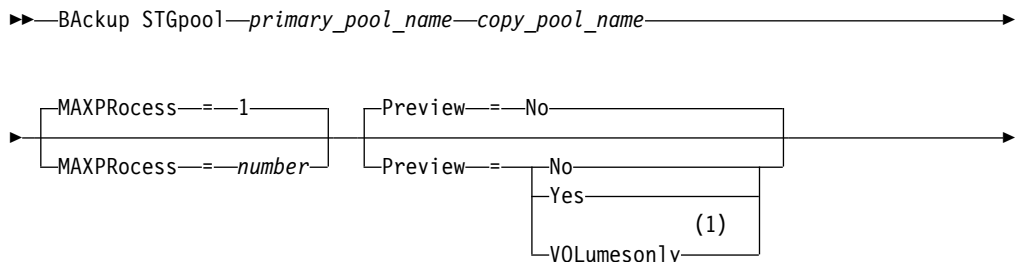 BAckup STGpool primary_pool_name copy_pool_name
MAXPRocess = 1 Preview = No
MAXPRocess = number Preview = No
Yes
(1)
VOLumesonly